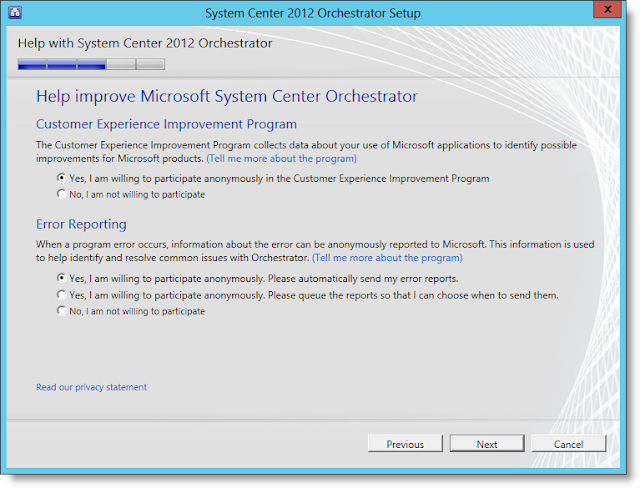 System Center 2012 Orchestrator Setup
x
Help with System Center 2012 Orchestrator
Help improve Microsoft System Center Orchestrator
Customer Experience Improvement Program
The Customer Experience Improvement Program collects data about your use of Microsoft applications to identify possible
improvements for Microsoft products. (Tell me more about the program)
Yes, I am willing to participate anonymously in the Customer Experience Improvement Program
No, I am not willing to participate
Error Reporting
When a program error occurs, information about the error can be anonymously reported to Microsoft. This information is used
to help identify and resolve common issues with Orchestrator. (Tell me more about the program)
Yes, I am willing to participate anonymously. Please automatically send my error reports.
Yes, I am willing to participate anonymously. Please queue the reports so that I can choose when to send them.
No, I am not willing to participate
Read our privacy statement
Previous Next Cancel